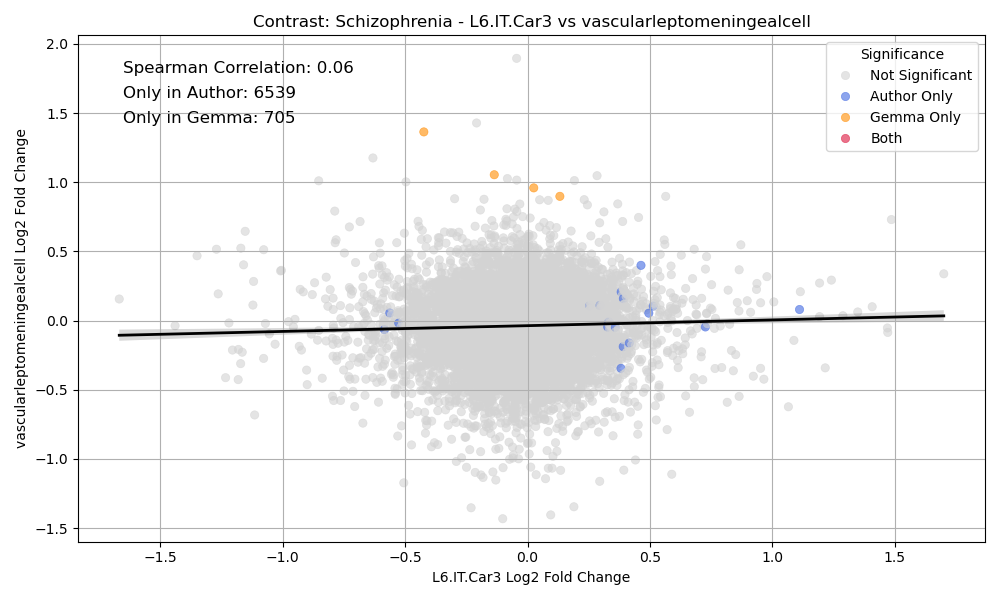 Contrast: Schizophrenia - L6.IT.Car3 vs vascularleptomeningealcell
Spearman Correlation: 0.06
Only in Author: 6539
Only in Gemma: 705
Significance
Not Significant
Author Only
Gemma Only
Both
vascularleptomeningealcell Log2 Fold Change
2.0
1.5
1.0
0.5
0.0
−0.5
−1.0
−1.5
−1.5
−1.0
−0.5
0.0
0.5
1.0
1.5
L6.IT.Car3 Log2 Fold Change